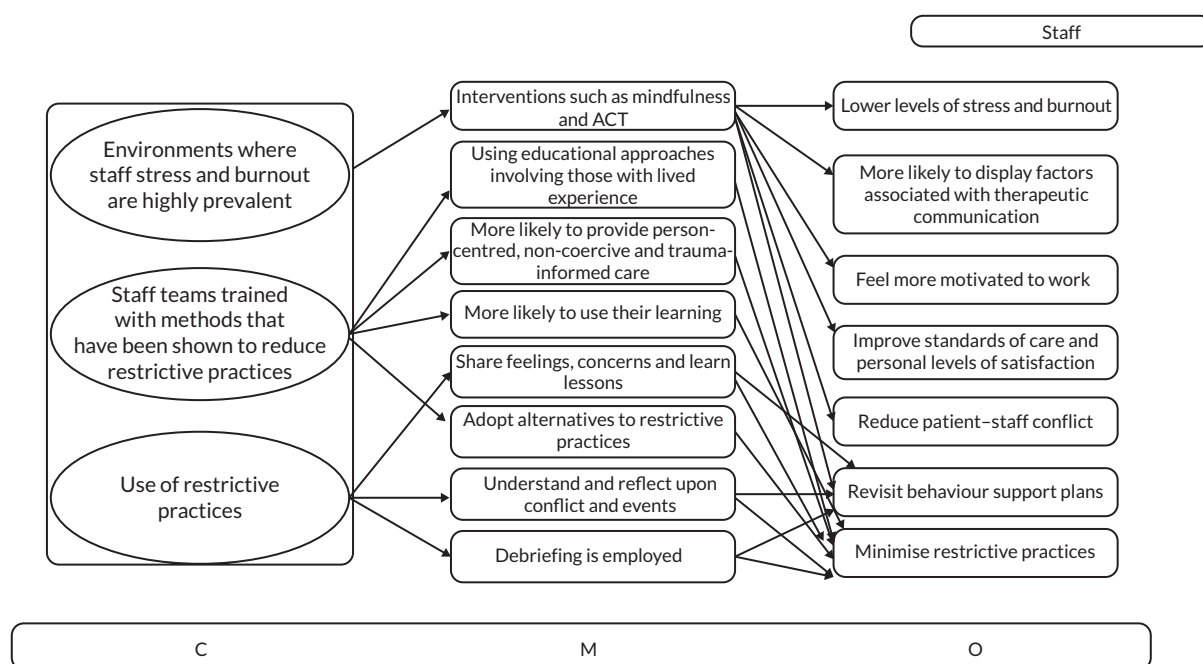 Staff
Environments where
staff stress and burnout
are highly prevalent
Staff teams trained
with methods that
have been shown to reduce
restrictive practices
Use of restrictive
practices
Interventions such as mindfulness
and ACT
Using educational approaches
involving those with lived
experience
More likely to provide person-
centred, non-coercive and trauma-
informed care
More likely to use their learning
Share feelings, concerns and learn
lessons
Adopt alternatives to restrictive
practices
Understand and reflect upon
conflict and events
Debriefing is employed
Lower levels of stress and burnout
More likely to display factors
associated with therapeutic
communication
Feel more motivated to work
Improve standards of care and
personal levels of satisfaction
Reduce patient–staff conflict
Revisit behaviour support plans
Minimise restrictive practices
C
M
O